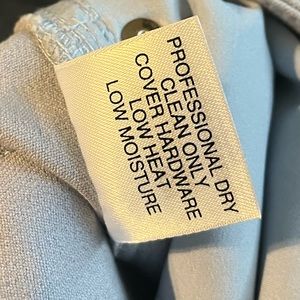 PROFESSIONAL DRY
CLEAN ONLY
COVER HARDWARE
LOW HEAT
LOW MOISTURE